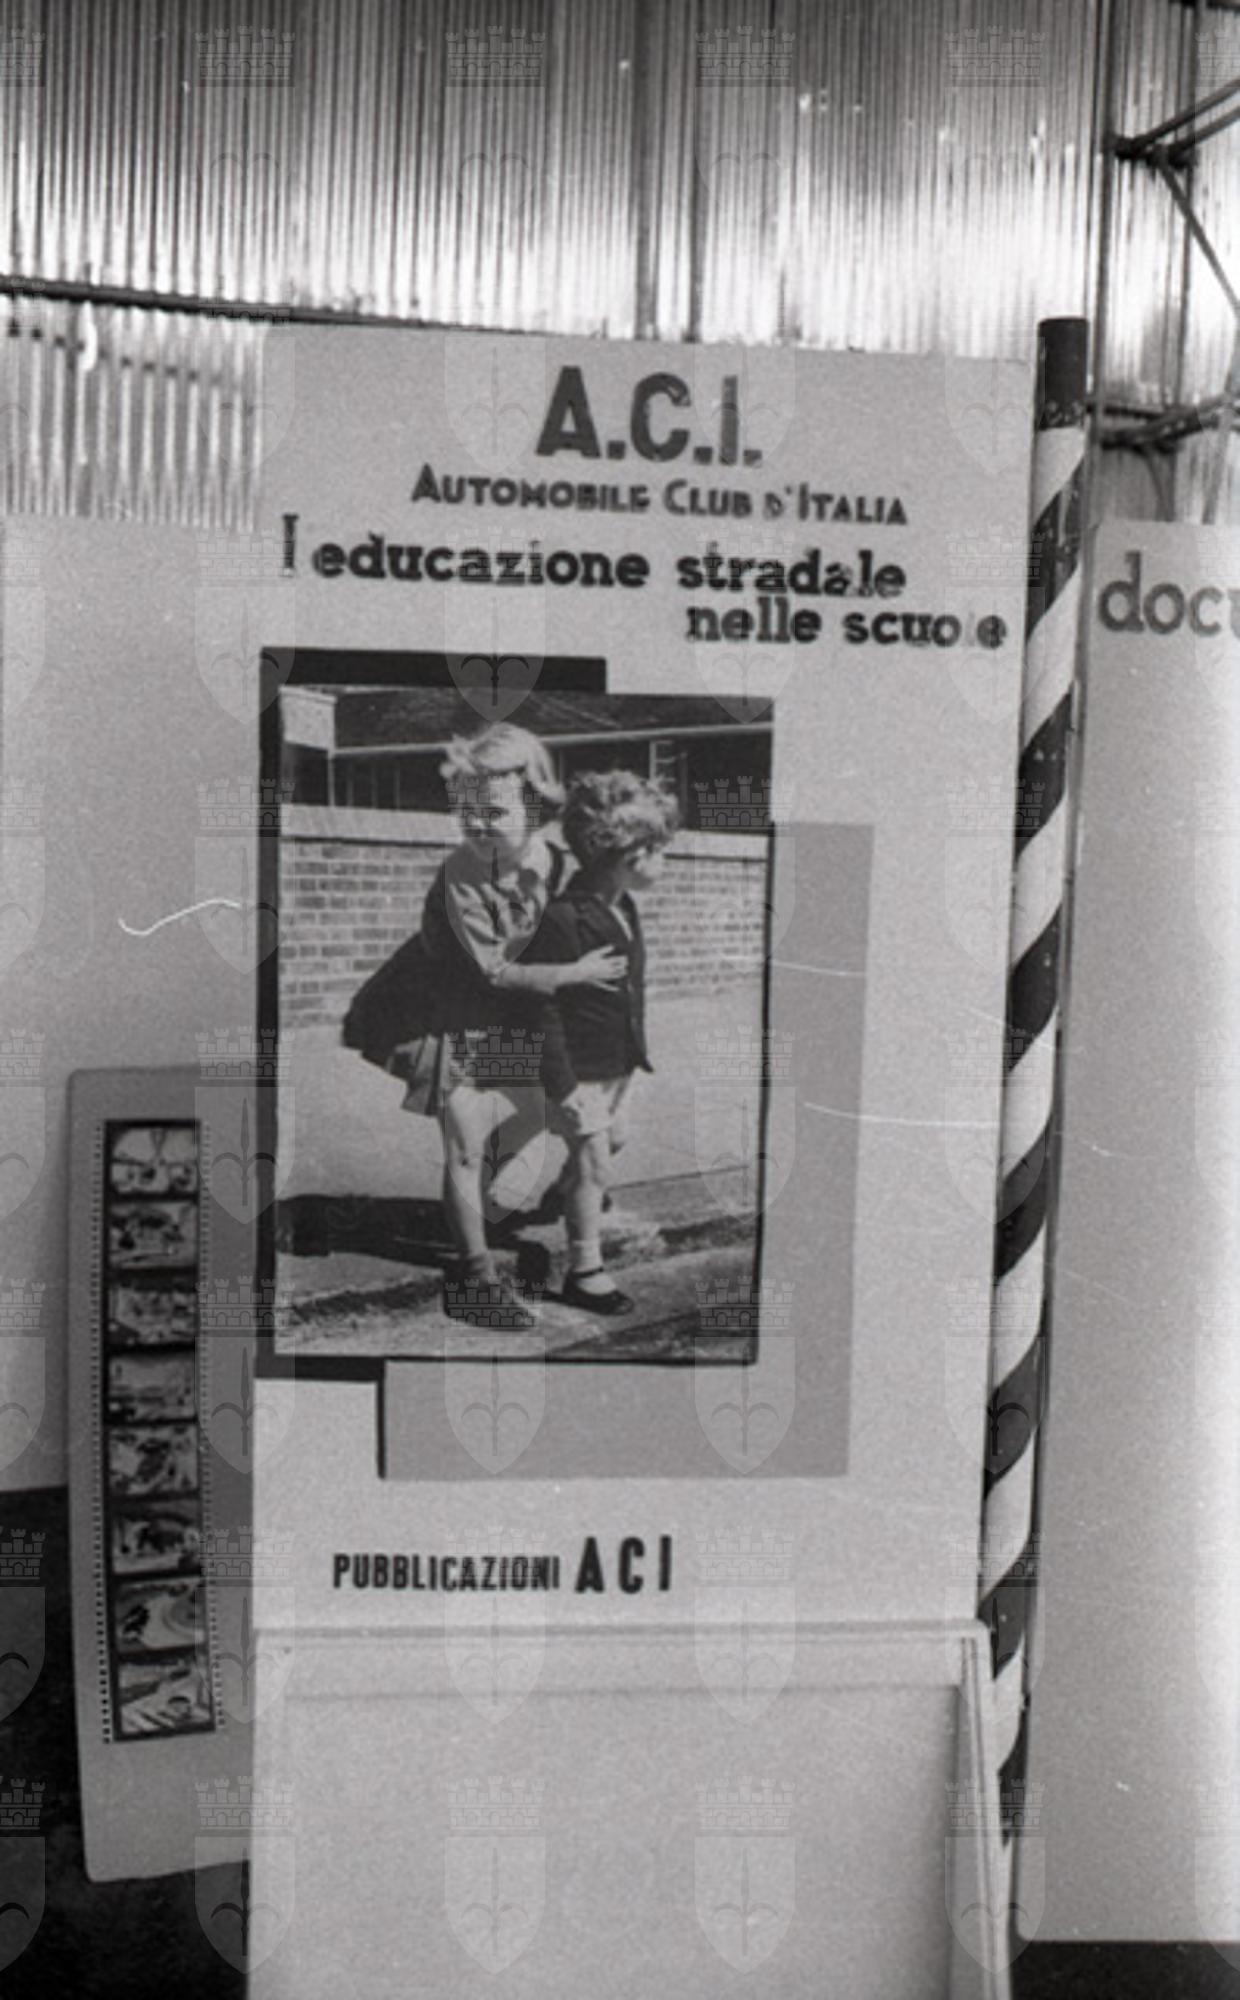 A.C.I.
AUTOMOBILE CLUB D'ITALIA
l educazione stradale
nelle scuole
docu
PUBBLICAZIONI ACI